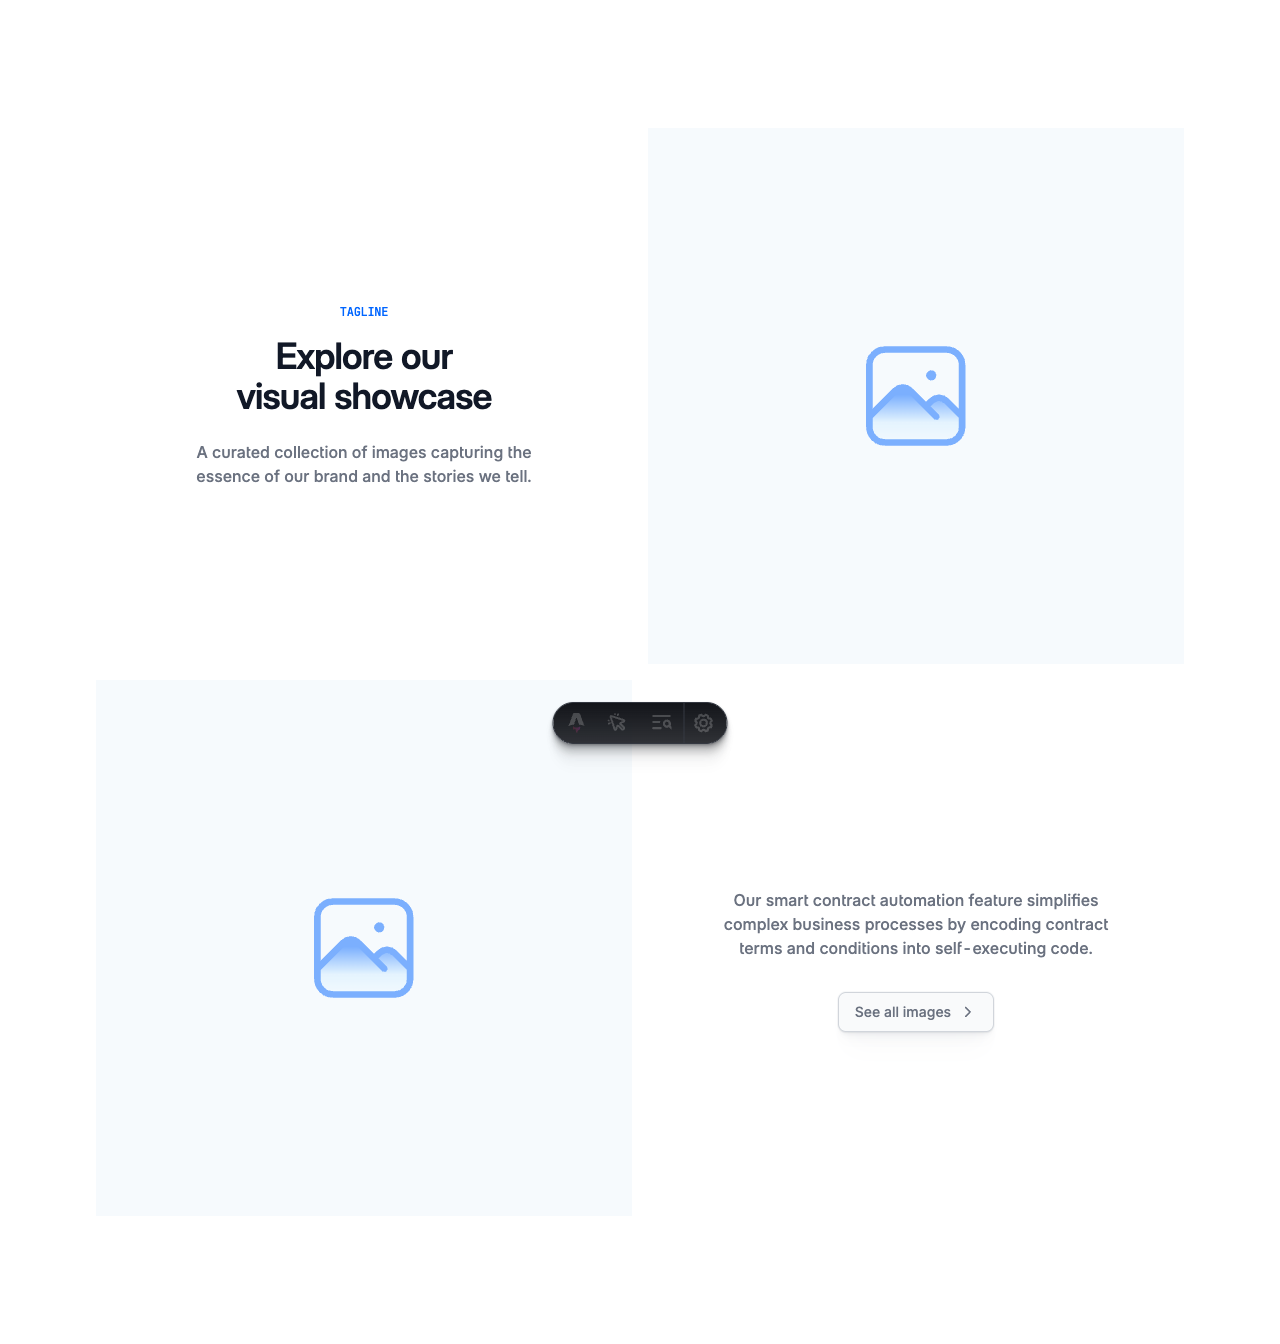 TAGLINE
Explore our
visual showcase
A curated collection of images capturing the
essence of our brand and the stories we tell.
Our smart contract automation feature simplifies
complex business processes by encoding contract
terms and conditions into self-executing code.
See all images